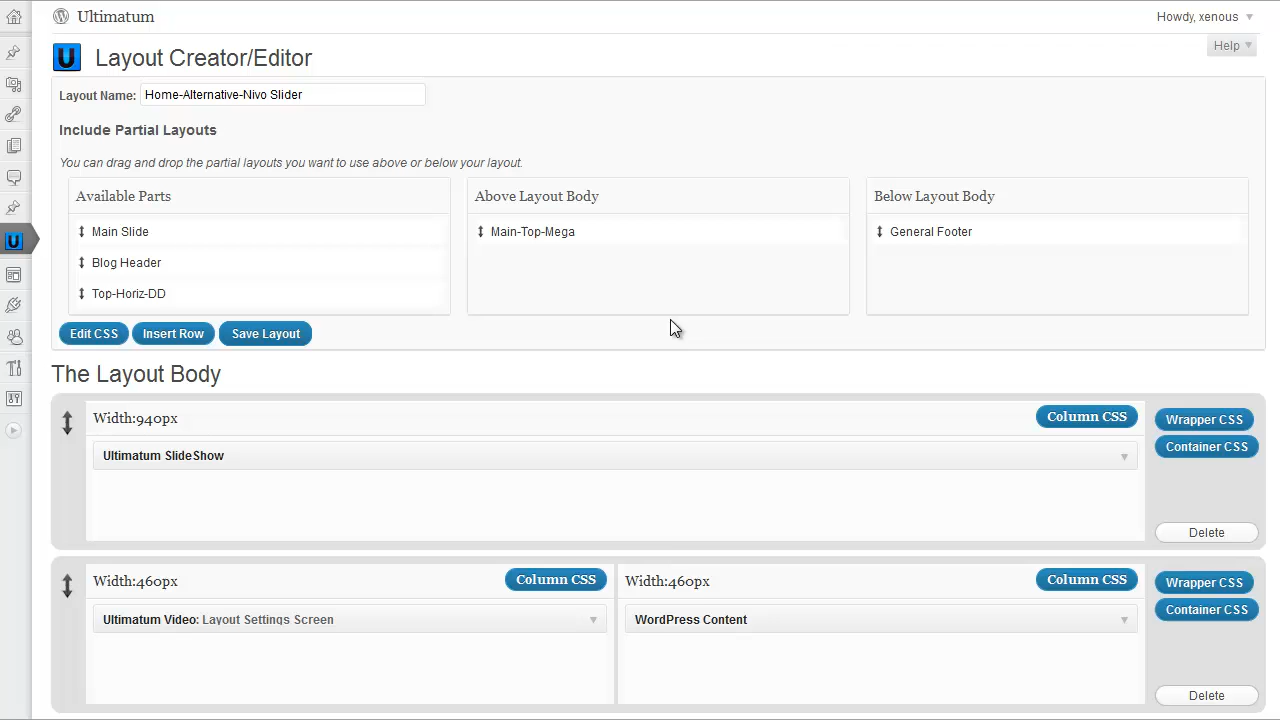 Ultimatum
Howdy, xenous
Help
U Layout Creator/Editor
Layout Name: Home-Alternative-Nivo Slider
Include Partial Layouts
You can drag and drop the partial layouts you want to use above or below your layout.
Available Parts
Main Slide
Blog Header
Top-Horiz-DD
Above Layout Body
Main-Top-Mega
Below Layout Body
General Footer
Edit CSS Insert Row Save Layout
U
The Layout Body
Width:940px Column CSS
Ultimatum SlideShow
Wrapper CSS
Container CSS
Delete
Width:460px Column CSS
Ultimatum Video: Layout Settings Screen
Width:460px Column CSS
WordPress Content
Wrapper CSS
Container CSS
Delete